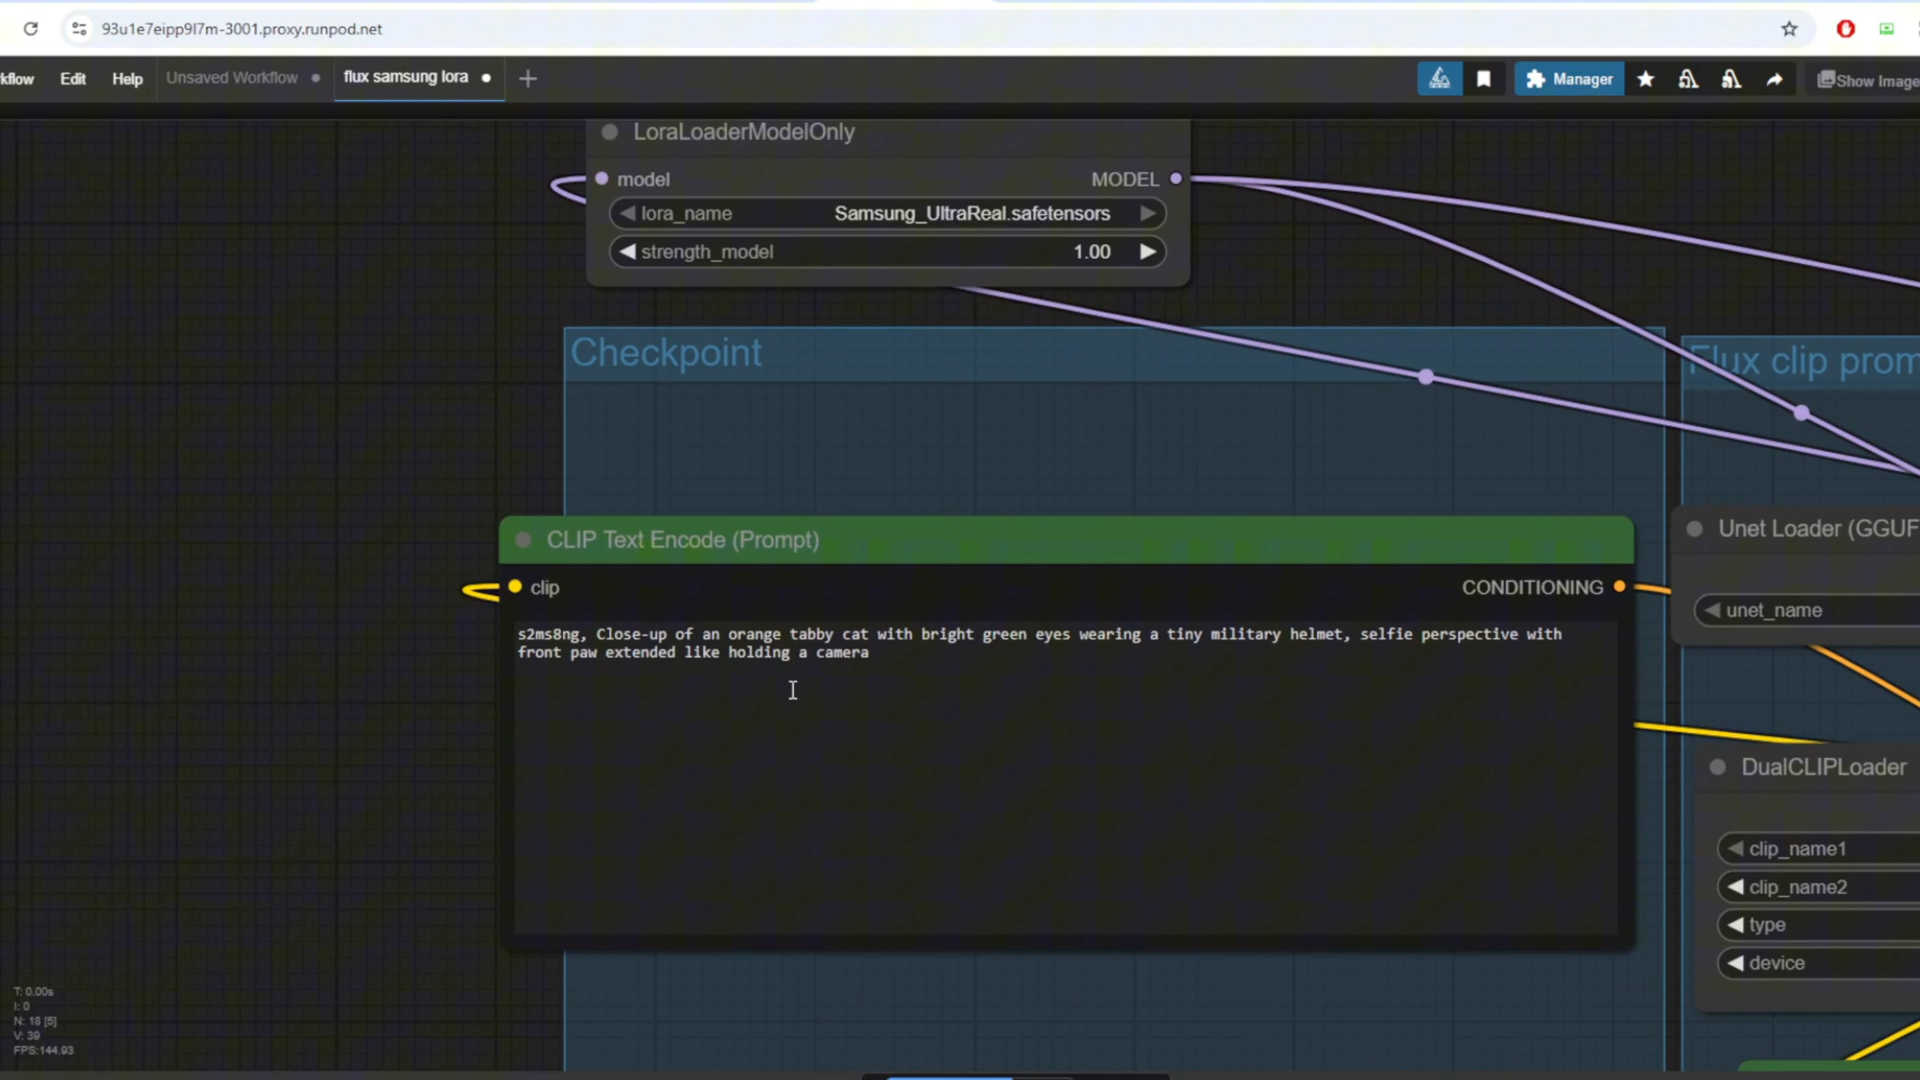 93u1e7eipp9l7m-3001.proxy.runpod.net
kflow Edit Help Unsaved Workflow flux samsung lora Manager Show Image
LoraLoaderModelOnly
model MODEL
lora_name Samsung_UltraReal.safetensors
strength_model 1.00
Checkpoint
Flux clip prom
CLIP Text Encode (Prompt)
Unet Loader (GGUF
clip CONDITIONING
unet_name
s2ms8ng, Close-up of an orange tabby cat with bright green eyes wearing a tiny military helmet, selfie perspective with
front paw extended like holding a camera
DualCLIPLoader
clip_name1
clip_name2
type
device
T: 0.00s
I: 0
N: 18 [5]
V: 39
FPS:144.93